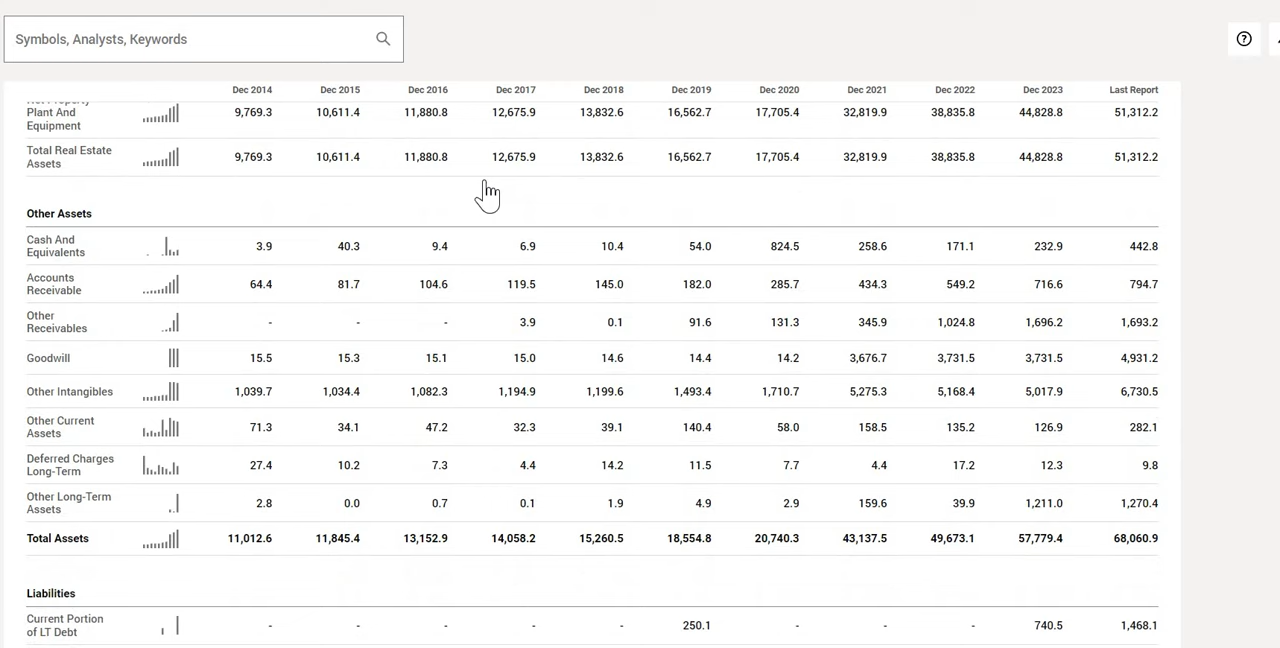 Symbols, Analysts, Keywords
Dec 2014 Dec 2015 Dec 2016 Dec 2017 Dec 2018 Dec 2019 Dec 2020 Dec 2021 Dec 2022 Dec 2023 Last Report
Property
Plant And
Equipment 9,769.3 10,611.4 11,880.8 12,675.9 13,832.6 16,562.7 17,705.4 32,819.9 38,835.8 44,828.8 51,312.2
Total Real Estate
Assets 9,769.3 10,611.4 11,880.8 12,675.9 13,832.6 16,562.7 17,705.4 32,819.9 38,835.8 44,828.8 51,312.2
Other Assets
Cash And
Equivalents 3.9 40.3 9.4 6.9 10.4 54.0 824.5 258.6 171.1 232.9 442.8
Accounts
Receivable 64.4 81.7 104.6 119.5 145.0 182.0 285.7 434.3 549.2 716.6 794.7
Other
Receivables - - - 3.9 0.1 91.6 131.3 345.9 1,024.8 1,696.2 1,693.2
Goodwill 15.5 15.3 15.1 15.0 14.6 14.4 14.2 3,676.7 3,731.5 3,731.5 4,931.2
Other Intangibles 1,039.7 1,034.4 1,082.3 1,194.9 1,199.6 1,493.4 1,710.7 5,275.3 5,168.4 5,017.9 6,730.5
Other Current
Assets 71.3 34.1 47.2 32.3 39.1 140.4 58.0 158.5 135.2 126.9 282.1
Deferred Charges
Long-Term 27.4 10.2 7.3 4.4 14.2 11.5 7.7 4.4 17.2 12.3 9.8
Other Long-Term
Assets 2.8 0.0 0.7 0.1 1.9 4.9 2.9 159.6 39.9 1,211.0 1,270.4
Total Assets 11,012.6 11,845.4 13,152.9 14,058.2 15,260.5 18,554.8 20,740.3 43,137.5 49,673.1 57,779.4 68,060.9
Liabilities
Current Portion
of LT Debt - - - - - 250.1 - - - 740.5 1,468.1